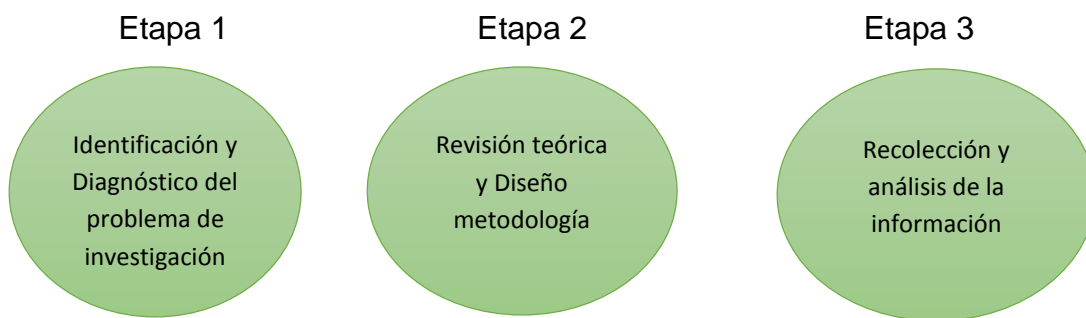 Etapa 1
Etapa 2
Etapa 3
Identificación y
Diagnóstico del
problema de
investigación
Revisión teórica
y Diseño
metodología
Recolección y
análisis de la
información